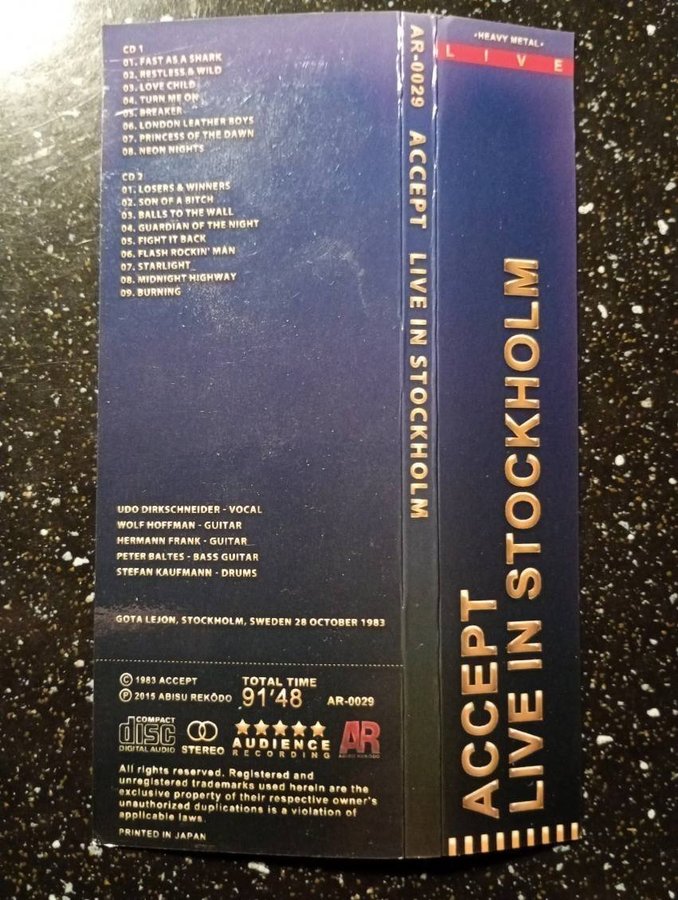 CD 1
01. FAST AS A SHARK
02. RESTLESS & WILD
03. LOVE CHILD
04. TURN ME ON
05. BREAKER
06. LONDON LEATHER BOYS
07. PRINCESS OF THE DAWN
08. NEON NIGHTS
CD 2
01. LOSERS & WINNERS
02. SON OF A BITCH
03. BALLS TO THE WALL
04. GUARDIAN OF THE NIGHT
05. FIGHT IT BACK
06. FLASH ROCKIN' MAN
07. STARLIGHT
08. MIDNIGHT HIGHWAY
09. BURNING
UDO DIRKSCHNEIDER - VOCAL
WOLF HOFFMAN - GUITAR
HERMANN FRANK - GUITAR
PETER BALTES - BASS GUITAR
STEFAN KAUFMANN - DRUMS
GOTA LEJON, STOCKHOLM, SWEDEN 28 OCTOBER 1983
© 1983 ACCEPT
℗ 2015 ABISU REKŌDO
TOTAL TIME
91'48
AR-0029
COMPACT
disc
DIGITAL AUDIO
STEREO
★★★★★
AUDIENCE
RECORDING
AR
ABISU REKŌDO
All rights reserved. Registered and
unregistered trademarks used herein are the
exclusive property of their respective owner's
unauthorized duplications is a violation of
applicable laws.
PRINTED IN JAPAN
AR-0029 ACCEPT LIVE IN STOCKHOLM
•HEAVY METAL•
LIVE
ACCEPT
LIVE IN STOCKHOLM